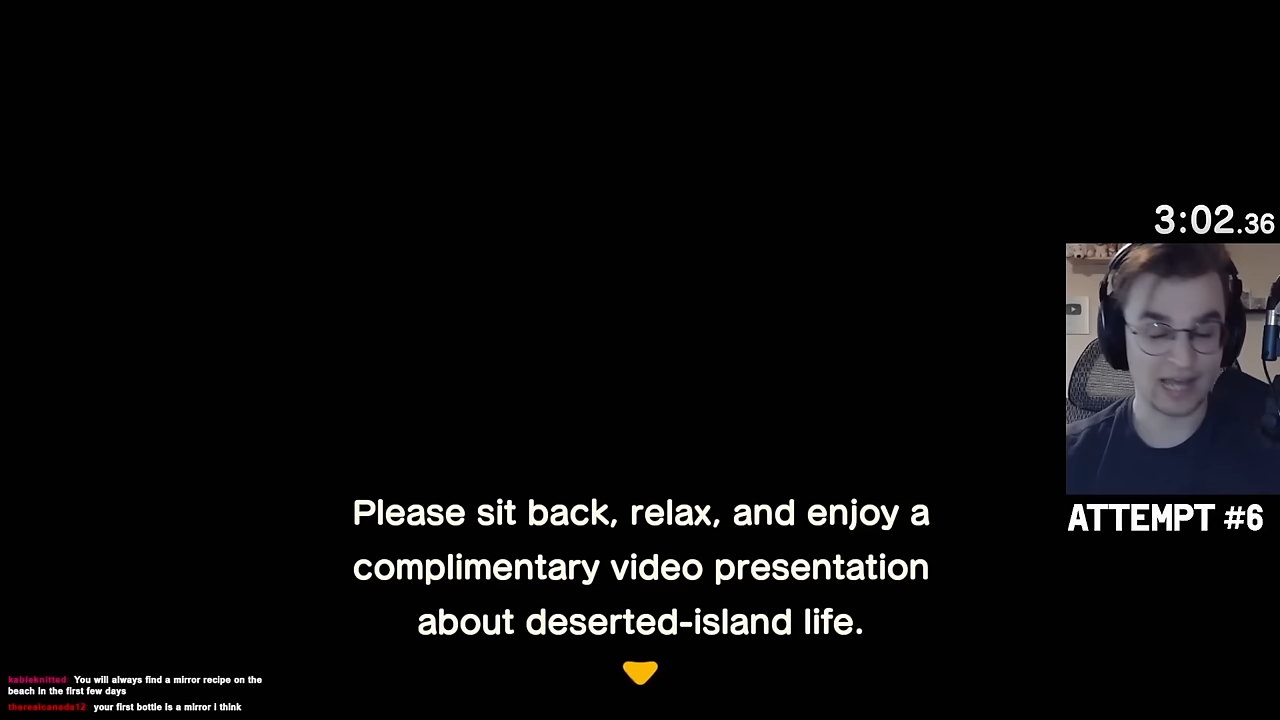 3:02.36
ATTEMPT #6
Please sit back, relax, and enjoy a
complimentary video presentation
about deserted-island life.
kableknitted You will always find a mirror recipe on the
beach in the first few days
therealcanada12 your first bottle is a mirror I think